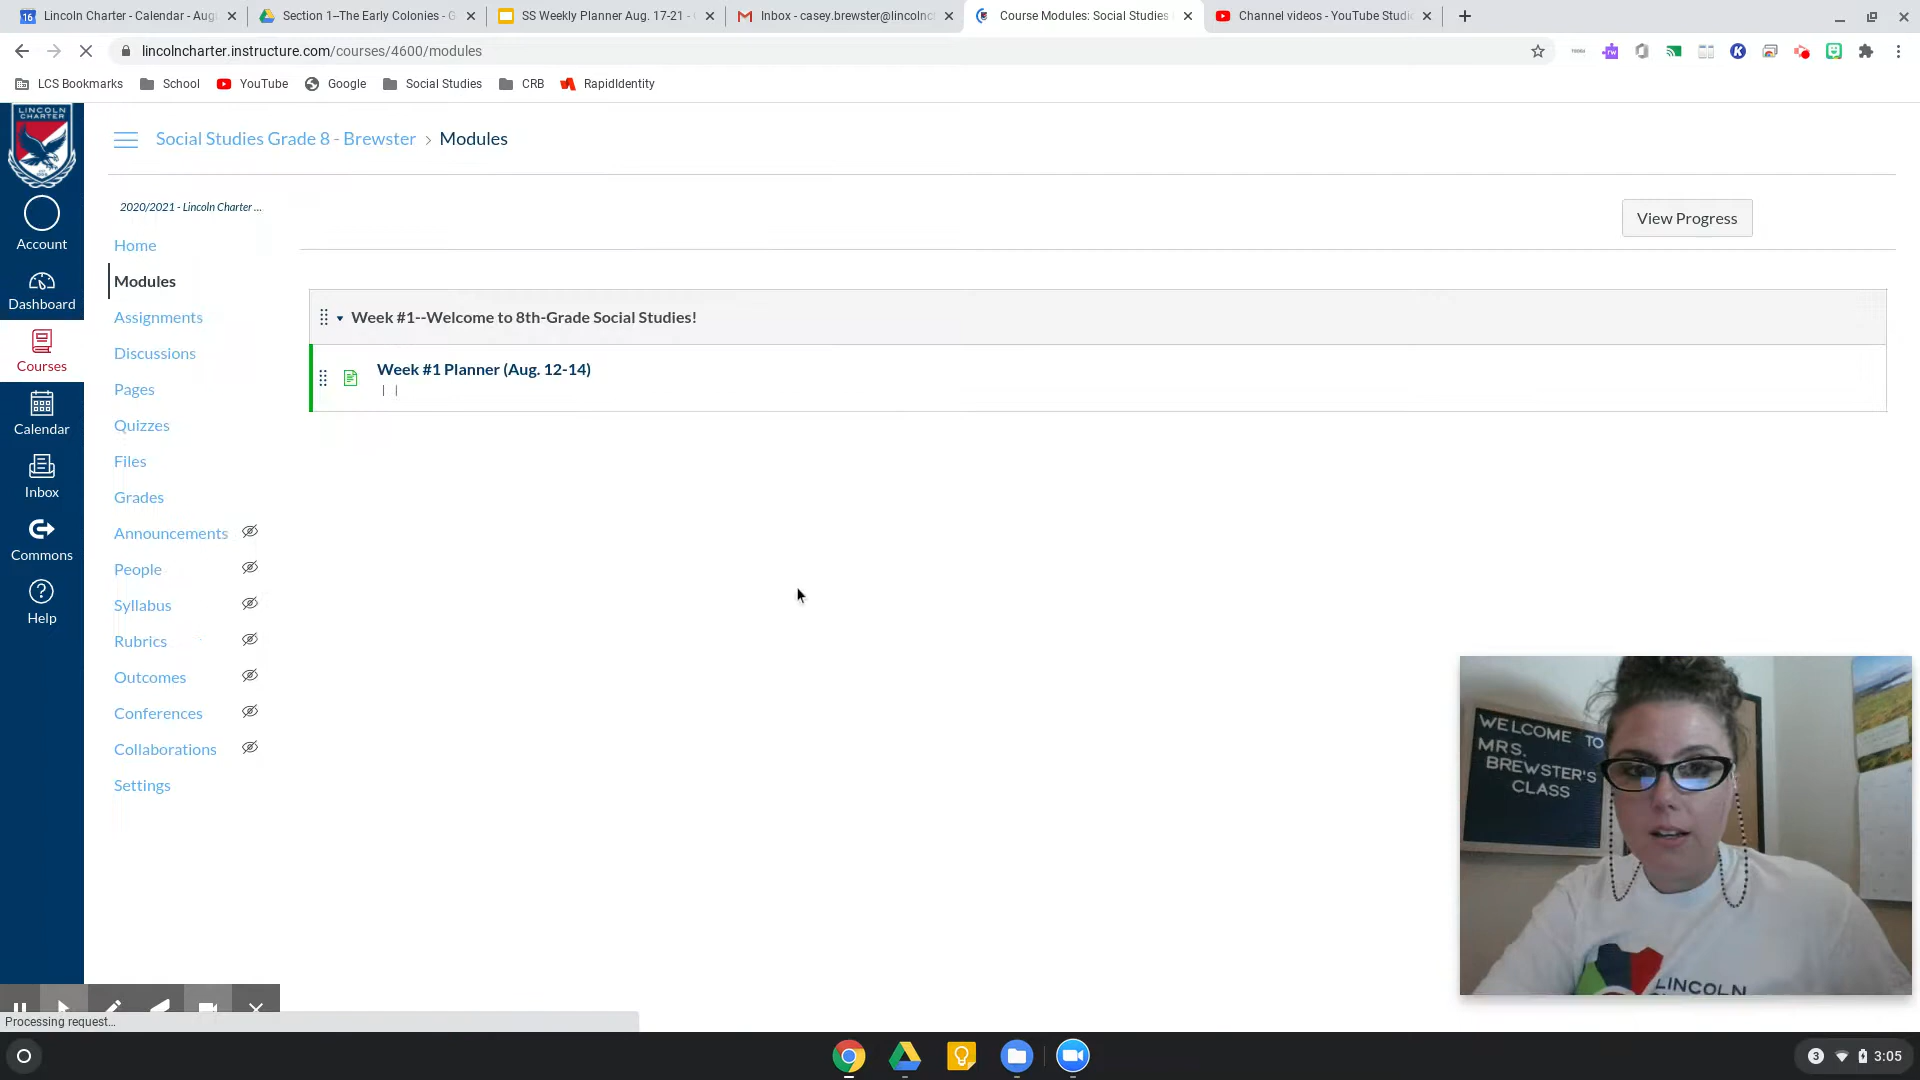 Lincoln Charter - Calendar - Aug
Section 1--The Early Colonies - G
SS Weekly Planner Aug. 17-21 -
Inbox - casey.brewster@lincolnc
Course Modules: Social Studies
Channel videos - YouTube Studi
lincolncharter.instructure.com/courses/4600/modules
LCS Bookmarks
School
YouTube
Google
Social Studies
CRB
RapidIdentity
LINCOLN
CHARTER
Social Studies Grade 8 - Brewster › Modules
2020/2021 - Lincoln Charter ...
View Progress
Account
Dashboard
Courses
Calendar
Inbox
Commons
Help
Home
Modules
Assignments
Discussions
Pages
Quizzes
Files
Grades
Announcements
People
Syllabus
Rubrics
Outcomes
Conferences
Collaborations
Settings
Week #1--Welcome to 8th-Grade Social Studies!
Week #1 Planner (Aug. 12-14)
| |
WELCOME TO
MRS.
BREWSTER'S
CLASS
LINCOLN
Processing request...
3
3:05